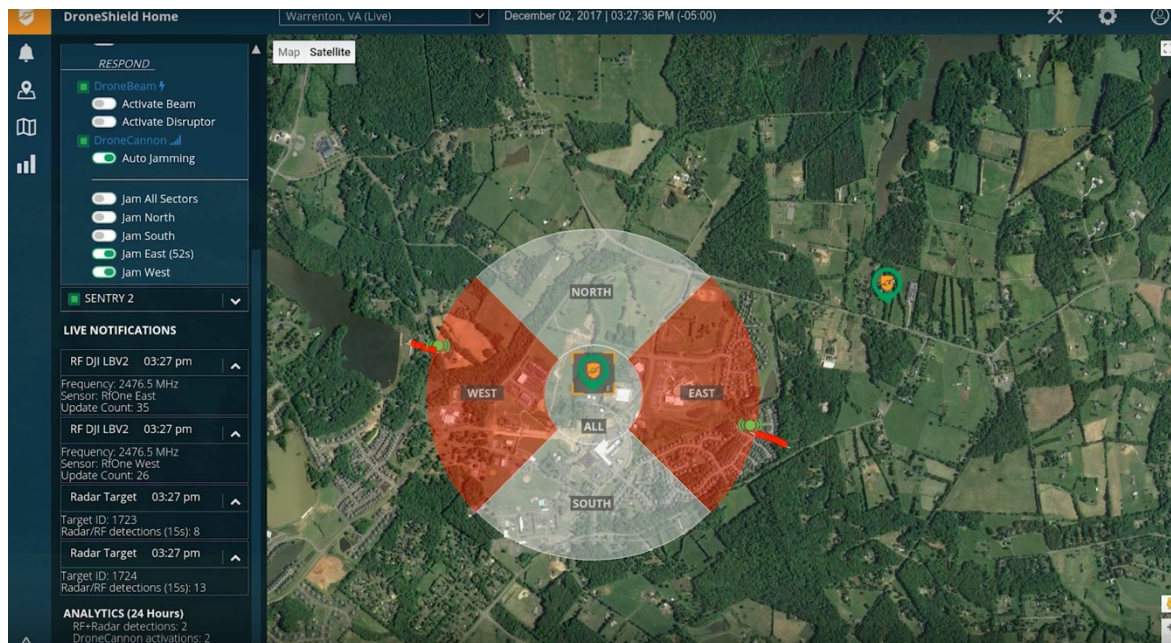 DroneShield Home
Warrenton, VA (Live)
December 02, 2017 | 03:27:36 PM (-05:00)
Map Satellite
RESPOND
DroneBeam
Activate Beam
Activate Disruptor
DroneCannon
Auto Jamming
Jam All Sectors
Jam North
Jam South
Jam East (52s)
Jam West
SENTRY 2
LIVE NOTIFICATIONS
RF DJI LBV2 03:27 pm
Frequency: 2476.5 MHz
Sensor: RfOne East
Update Count: 35
RF DJI LBV2 03:27 pm
Frequency: 2476.5 MHz
Sensor: RfOne West
Update Count: 26
Radar Target 03:27 pm
Target ID: 1723
Radar/RF detections (15s): 8
Radar Target 03:27 pm
Target ID: 1724
Radar/RF detections (15s): 13
ANALYTICS (24 Hours)
RF+Radar detections: 2
DroneCannon activations: 2
NORTH
WEST
EAST
ALL
SOUTH